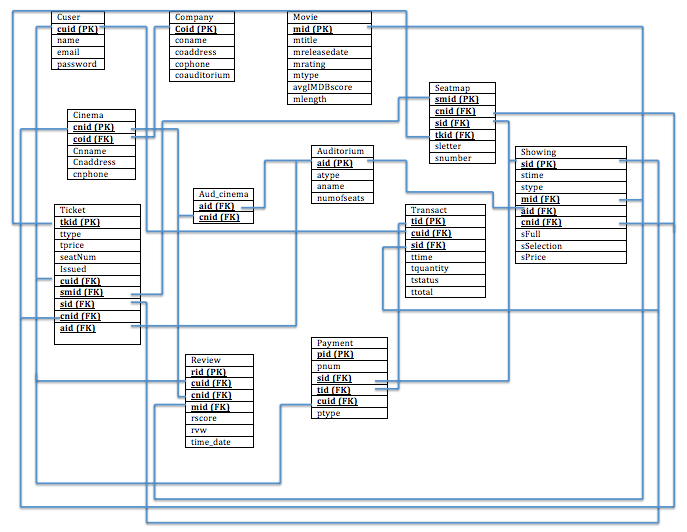 Cuser
cuid (PK)
name
email
password
Company
Coid (PK)
coname
coaddress
cophone
coauditorium
Movie
mid (PK)
mtitle
mreleasedate
mrating
mtype
avgIMDBscore
mlength
Seatmap
smid (PK)
cnid (FK)
sid (FK)
tkid (FK)
sletter
snumber
Cinema
cnid (PK)
coid (FK)
Cnname
Cnaddress
cnphone
Auditorium
aid (PK)
atype
aname
numofseats
Showing
sid (PK)
stime
stype
mid (FK)
aid (FK)
cnid (FK)
sFull
sSelection
sPrice
Aud_cinema
aid (FK)
cnid (FK)
Ticket
tkid (PK)
ttype
tprice
seatNum
Issued
cuid (FK)
smid (FK)
sid (FK)
cnid (FK)
aid (FK)
Transact
tid (PK)
cuid (FK)
sid (FK)
ttime
tquantity
tstatus
ttotal
Review
rid (PK)
cuid (FK)
cnid (FK)
mid (FK)
rscore
rvw
time_date
Payment
pid (PK)
pnum
sid (FK)
tid (FK)
cuid (FK)
ptype